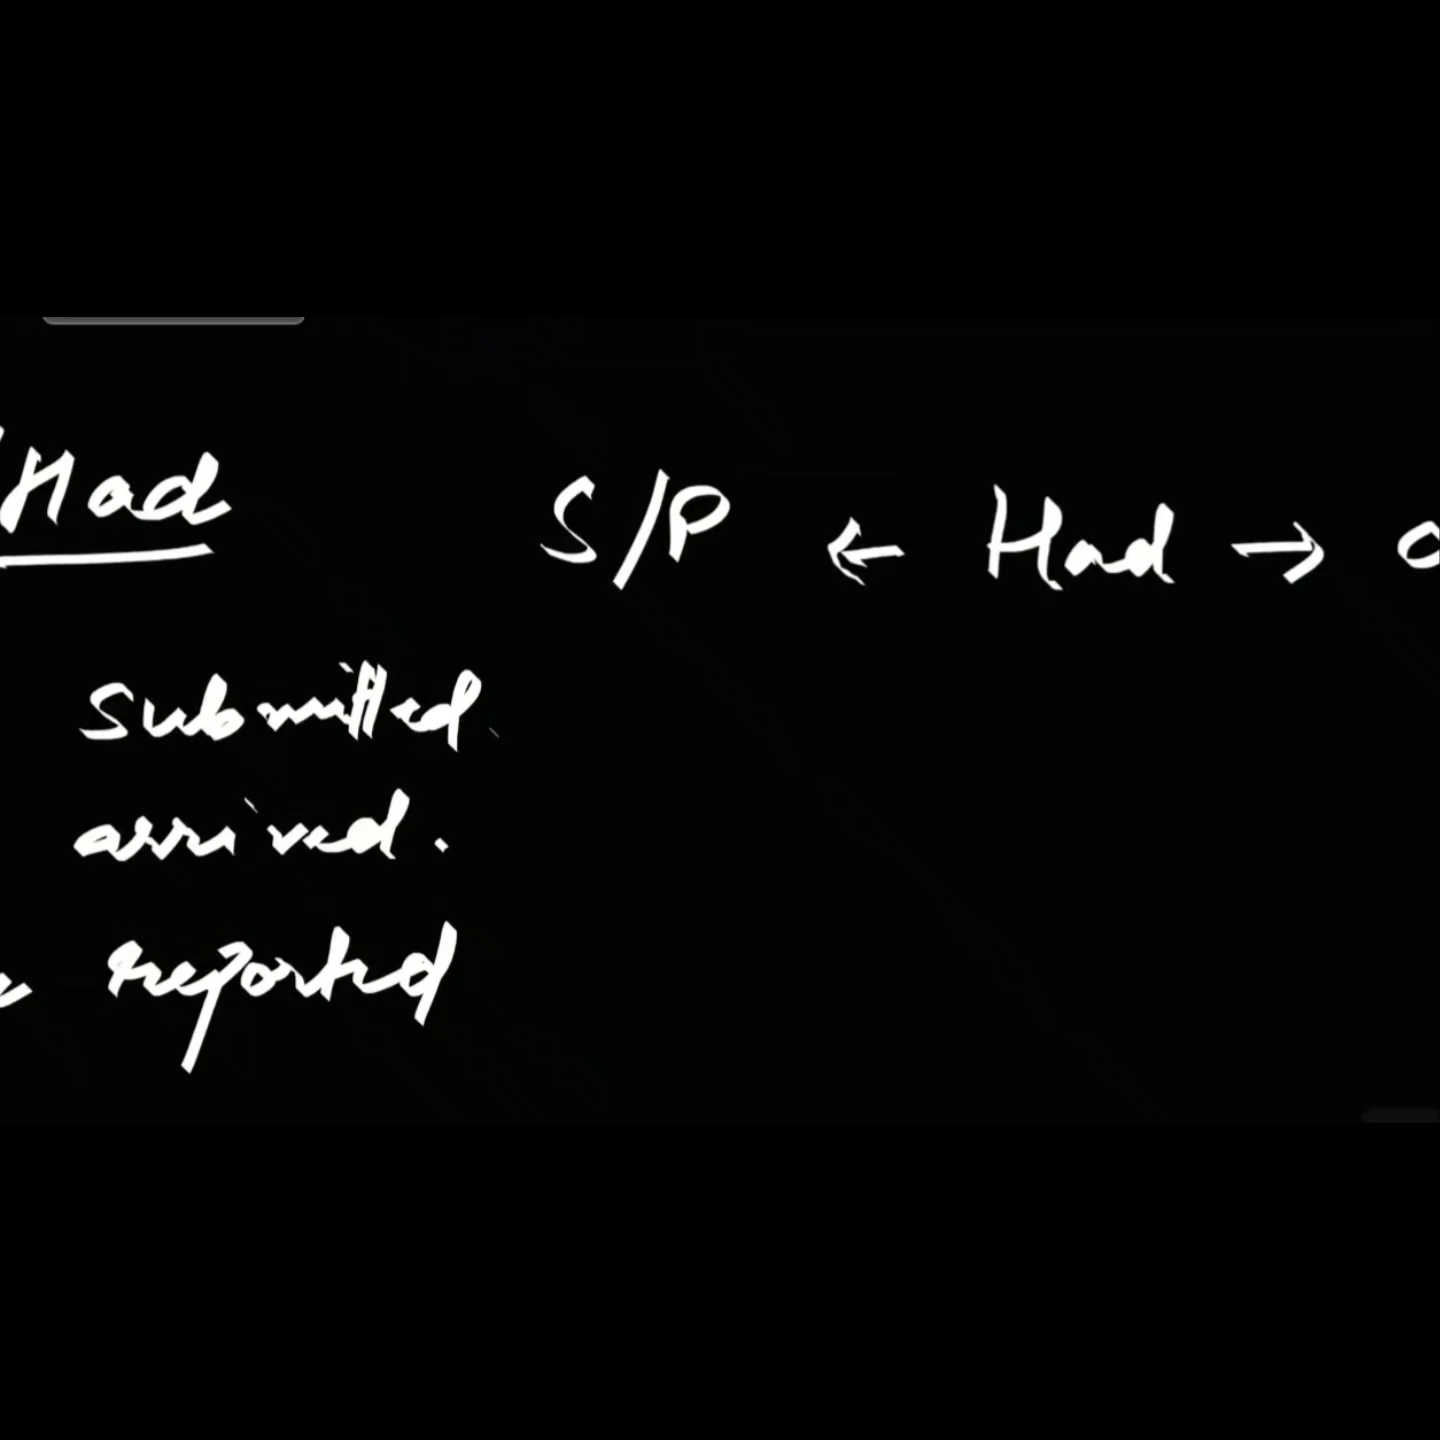 Had
S/P ← Had →
submitted.
arrived.
reported